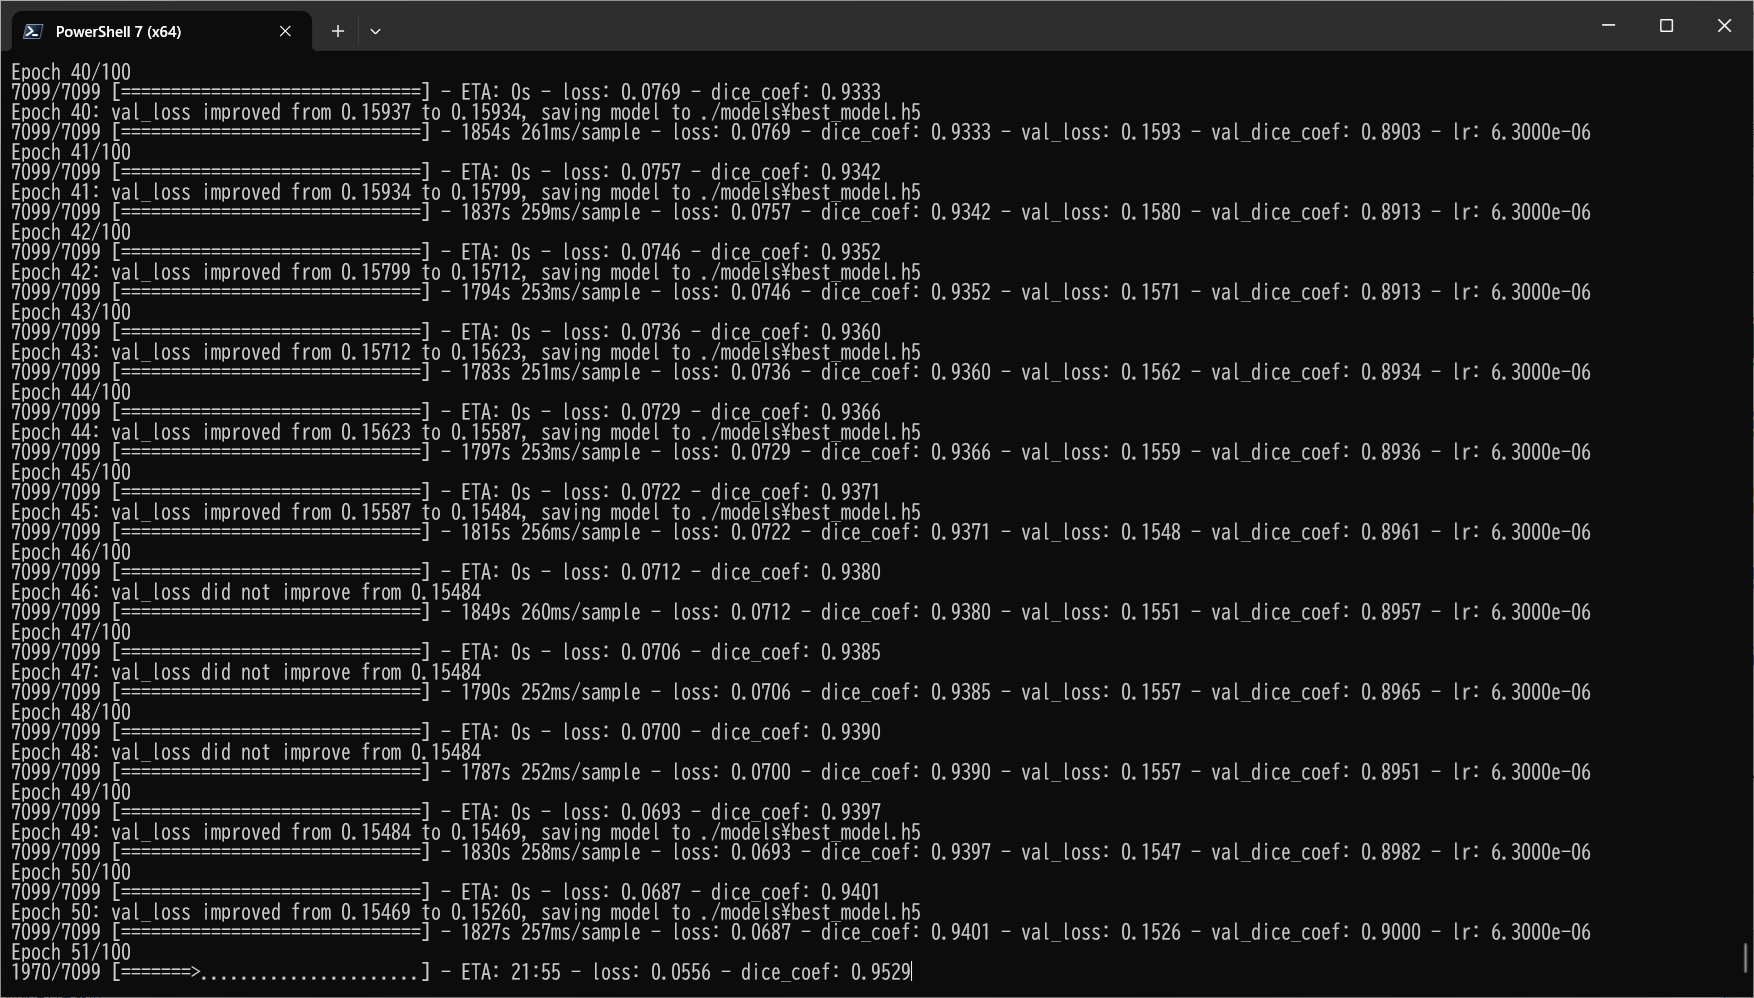 PowerShell 7 (x64)
Epoch 40/100
7099/7099 [==============================] - ETA: 0s - loss: 0.0769 - dice_coef: 0.9333
Epoch 40: val_loss improved from 0.15937 to 0.15934, saving model to ./models¥best_model.h5
7099/7099 [==============================] - 1854s 261ms/sample - loss: 0.0769 - dice_coef: 0.9333 - val_loss: 0.1593 - val_dice_coef: 0.8903 - lr: 6.3000e-06
Epoch 41/100
7099/7099 [==============================] - ETA: 0s - loss: 0.0757 - dice_coef: 0.9342
Epoch 41: val_loss improved from 0.15934 to 0.15799, saving model to ./models¥best_model.h5
7099/7099 [==============================] - 1837s 259ms/sample - loss: 0.0757 - dice_coef: 0.9342 - val_loss: 0.1580 - val_dice_coef: 0.8913 - lr: 6.3000e-06
Epoch 42/100
7099/7099 [==============================] - ETA: 0s - loss: 0.0746 - dice_coef: 0.9352
Epoch 42: val_loss improved from 0.15799 to 0.15712, saving model to ./models¥best_model.h5
7099/7099 [==============================] - 1794s 253ms/sample - loss: 0.0746 - dice_coef: 0.9352 - val_loss: 0.1571 - val_dice_coef: 0.8913 - lr: 6.3000e-06
Epoch 43/100
7099/7099 [==============================] - ETA: 0s - loss: 0.0736 - dice_coef: 0.9360
Epoch 43: val_loss improved from 0.15712 to 0.15623, saving model to ./models¥best_model.h5
7099/7099 [==============================] - 1783s 251ms/sample - loss: 0.0736 - dice_coef: 0.9360 - val_loss: 0.1562 - val_dice_coef: 0.8934 - lr: 6.3000e-06
Epoch 44/100
7099/7099 [==============================] - ETA: 0s - loss: 0.0729 - dice_coef: 0.9366
Epoch 44: val_loss improved from 0.15623 to 0.15587, saving model to ./models¥best_model.h5
7099/7099 [==============================] - 1797s 253ms/sample - loss: 0.0729 - dice_coef: 0.9366 - val_loss: 0.1559 - val_dice_coef: 0.8936 - lr: 6.3000e-06
Epoch 45/100
7099/7099 [==============================] - ETA: 0s - loss: 0.0722 - dice_coef: 0.9371
Epoch 45: val_loss improved from 0.15587 to 0.15484, saving model to ./models¥best_model.h5
7099/7099 [==============================] - 1815s 256ms/sample - loss: 0.0722 - dice_coef: 0.9371 - val_loss: 0.1548 - val_dice_coef: 0.8961 - lr: 6.3000e-06
Epoch 46/100
7099/7099 [==============================] - ETA: 0s - loss: 0.0712 - dice_coef: 0.9380
Epoch 46: val_loss did not improve from 0.15484
7099/7099 [==============================] - 1849s 260ms/sample - loss: 0.0712 - dice_coef: 0.9380 - val_loss: 0.1551 - val_dice_coef: 0.8957 - lr: 6.3000e-06
Epoch 47/100
7099/7099 [==============================] - ETA: 0s - loss: 0.0706 - dice_coef: 0.9385
Epoch 47: val_loss did not improve from 0.15484
7099/7099 [==============================] - 1790s 252ms/sample - loss: 0.0706 - dice_coef: 0.9385 - val_loss: 0.1557 - val_dice_coef: 0.8965 - lr: 6.3000e-06
Epoch 48/100
7099/7099 [==============================] - ETA: 0s - loss: 0.0700 - dice_coef: 0.9390
Epoch 48: val_loss did not improve from 0.15484
7099/7099 [==============================] - 1787s 252ms/sample - loss: 0.0700 - dice_coef: 0.9390 - val_loss: 0.1557 - val_dice_coef: 0.8951 - lr: 6.3000e-06
Epoch 49/100
7099/7099 [==============================] - ETA: 0s - loss: 0.0693 - dice_coef: 0.9397
Epoch 49: val_loss improved from 0.15484 to 0.15469, saving model to ./models¥best_model.h5
7099/7099 [==============================] - 1830s 258ms/sample - loss: 0.0693 - dice_coef: 0.9397 - val_loss: 0.1547 - val_dice_coef: 0.8982 - lr: 6.3000e-06
Epoch 50/100
7099/7099 [==============================] - ETA: 0s - loss: 0.0687 - dice_coef: 0.9401
Epoch 50: val_loss improved from 0.15469 to 0.15260, saving model to ./models¥best_model.h5
7099/7099 [==============================] - 1827s 257ms/sample - loss: 0.0687 - dice_coef: 0.9401 - val_loss: 0.1526 - val_dice_coef: 0.9000 - lr: 6.3000e-06
Epoch 51/100
1970/7099 [=======>......................] - ETA: 21:55 - loss: 0.0556 - dice_coef: 0.9529